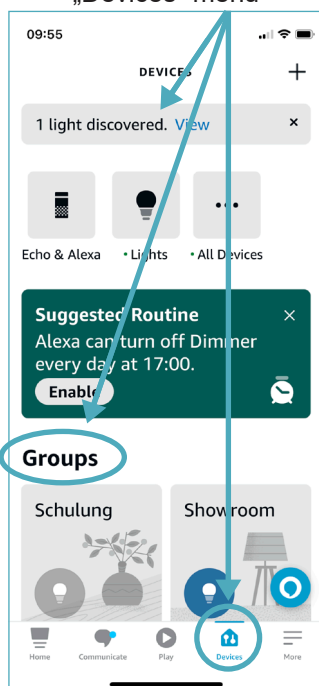 „Devices“ menu
09:55
DEVICES
1 light discovered. View ×
Echo & Alexa • Lights • All Devices
Suggested Routine ×
Alexa can turn off Dimmer
every day at 17:00.
Enable
Groups
Schulung Showroom
Home Communicate Play Devices More